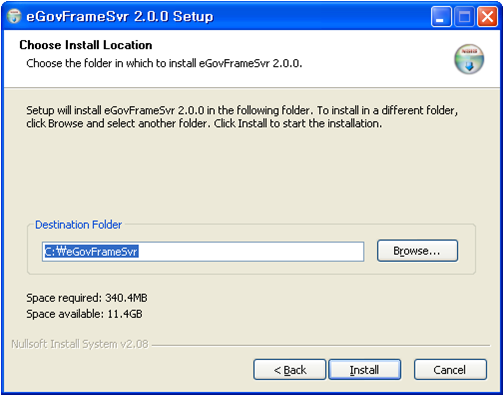 eGovFrameSvr 2.0.0 Setup
Choose Install Location
Choose the folder in which to install eGovFrameSvr 2.0.0.
Setup will install eGovFrameSvr 2.0.0 in the following folder. To install in a different folder,
click Browse and select another folder. Click Install to start the installation.
Destination Folder
C:₩eGovFrameSvr
Browse...
Space required: 340.4MB
Space available: 11.4GB
Nullsoft Install System v2.08
< Back
Install
Cancel